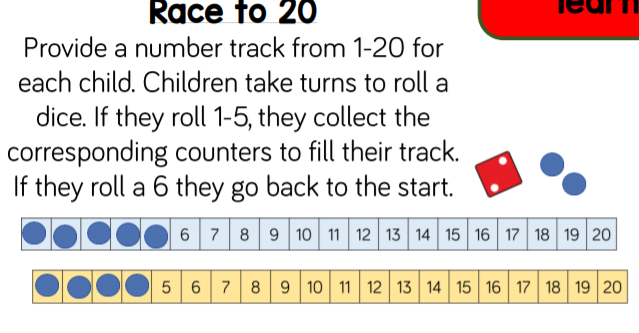 Race to 20
learn
Provide a number track from 1-20 for
each child. Children take turns to roll a
dice. If they roll 1-5, they collect the
corresponding counters to fill their track.
If they roll a 6 they go back to the start.
6 7 8 9 10 11 12 13 14 15 16 17 18 19 20
5 6 7 8 9 10 11 12 13 14 15 16 17 18 19 20